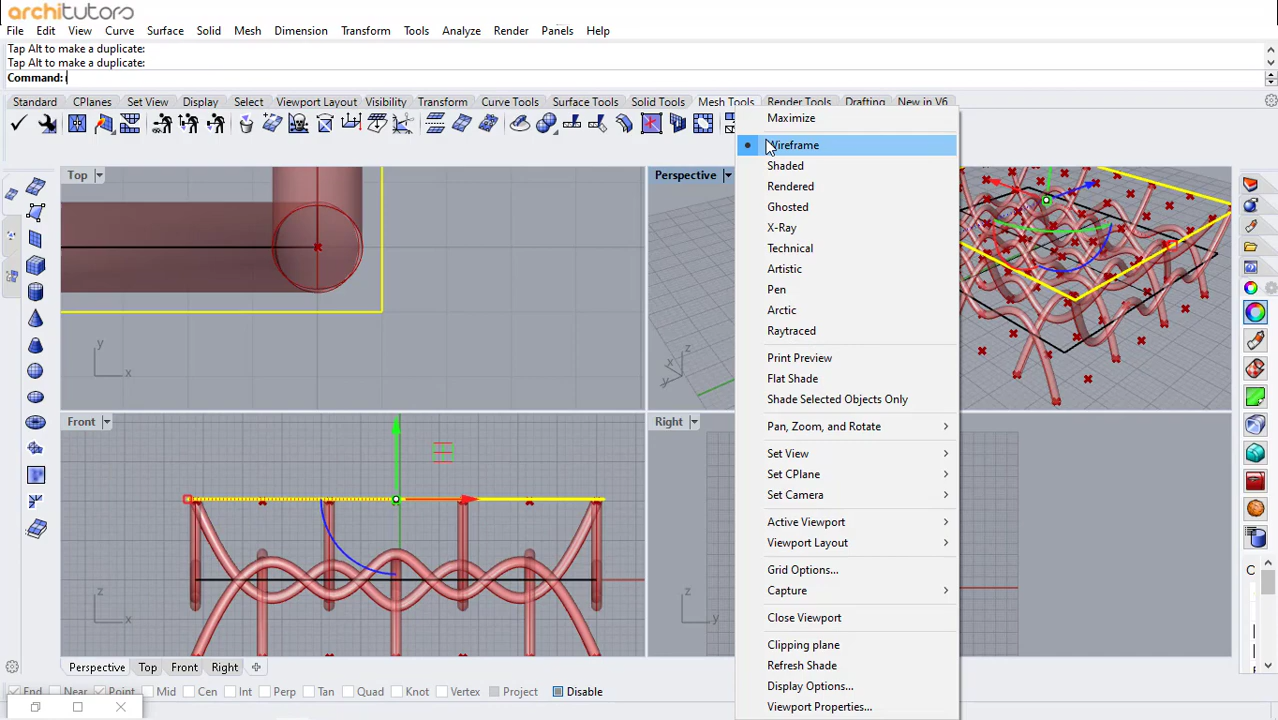 architutors
File Edit View Curve Surface Solid Mesh Dimension Transform Tools Analyze Render Panels Help
Tap Alt to make a duplicate:
Tap Alt to make a duplicate:
Command:
Standard CPlanes Set View Display Select Viewport Layout Visibility Transform Curve Tools Surface Tools Solid Tools Mesh Tools Render Tools Drafting New in V6
Maximize
Wireframe
Shaded
Rendered
Ghosted
X-Ray
Technical
Artistic
Pen
Arctic
Raytraced
Print Preview
Flat Shade
Shade Selected Objects Only
Pan, Zoom, and Rotate
Set View
Set CPlane
Set Camera
Active Viewport
Viewport Layout
Grid Options...
Capture
Close Viewport
Clipping plane
Refresh Shade
Display Options...
Viewport Properties...
Top
y
x
Perspective
z
y
x
Front
z
x
Right
z
y
Perspective Top Front Right
End Near Point Mid Cen Int Perp Tan Quad Knot Vertex Project Disable